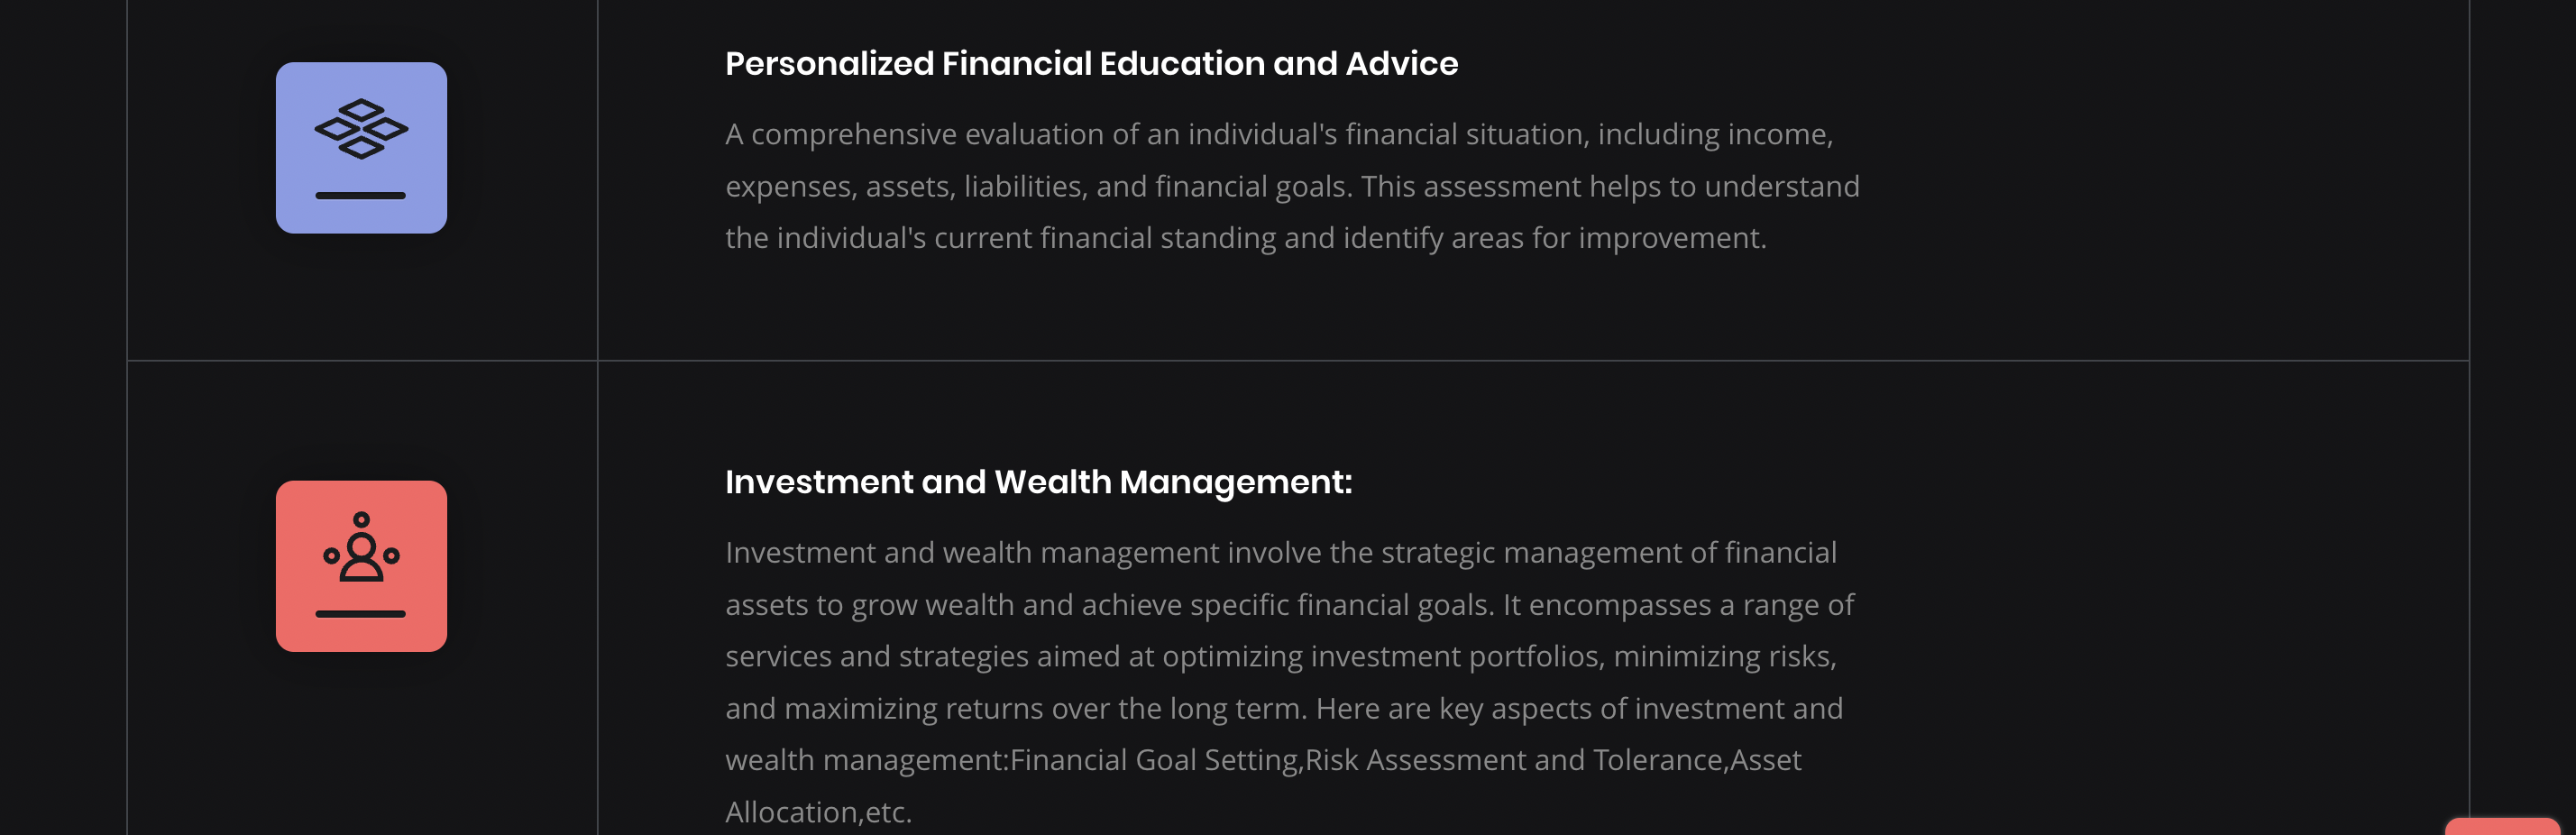 Personalized Financial Education and Advice
A comprehensive evaluation of an individual's financial situation, including income,
expenses, assets, liabilities, and financial goals. This assessment helps to understand
the individual's current financial standing and identify areas for improvement.
Investment and Wealth Management:
Investment and wealth management involve the strategic management of financial
assets to grow wealth and achieve specific financial goals. It encompasses a range of
services and strategies aimed at optimizing investment portfolios, minimizing risks,
and maximizing returns over the long term. Here are key aspects of investment and
wealth management:Financial Goal Setting,Risk Assessment and Tolerance,Asset
Allocation,etc.